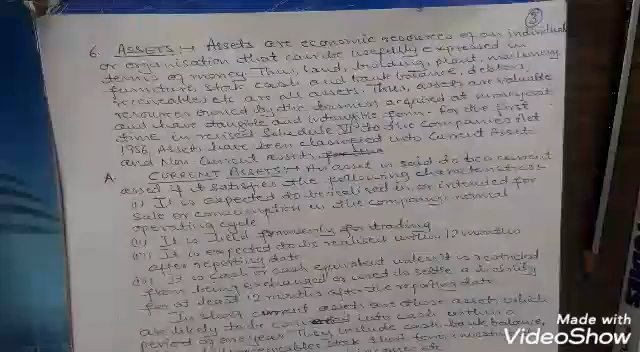 3
6. ASSETS :- Assets are economic resources of an individual
or organisation that can be usefully expressed in
terms of money. Thus, land, building, plant, machinery
furniture, stock cash and bank balance, debtors,
receivables etc are all assets. Thus, assets are valuable
resources owned by the business acquired at money cost
and have tangible and intangible form. For the first
time in revised Schedule VI to the Companies Act
1956, Assets have been classified into Current Asset
and Non Current Asset
A. CURRENT ASSETS :- An asset is said to be a current
asset if it satisfies the following characteristics
(i) It is expected to be realised in, or intended for
sale or consumption in the company normal
operating cycle
(ii) It is held primarily for trading
(iii) It is expected to be realised within 12 months
after reporting date
(iv) It is cash or cash equivalent unless it is restricted
from being exchanged or used to settle a liability
for at least 12 months after the reporting date
In short current assets are those assets which
are likely to be into cash within a
period of one year. They include cash, bank balance,
stock
Made with
VideoShow